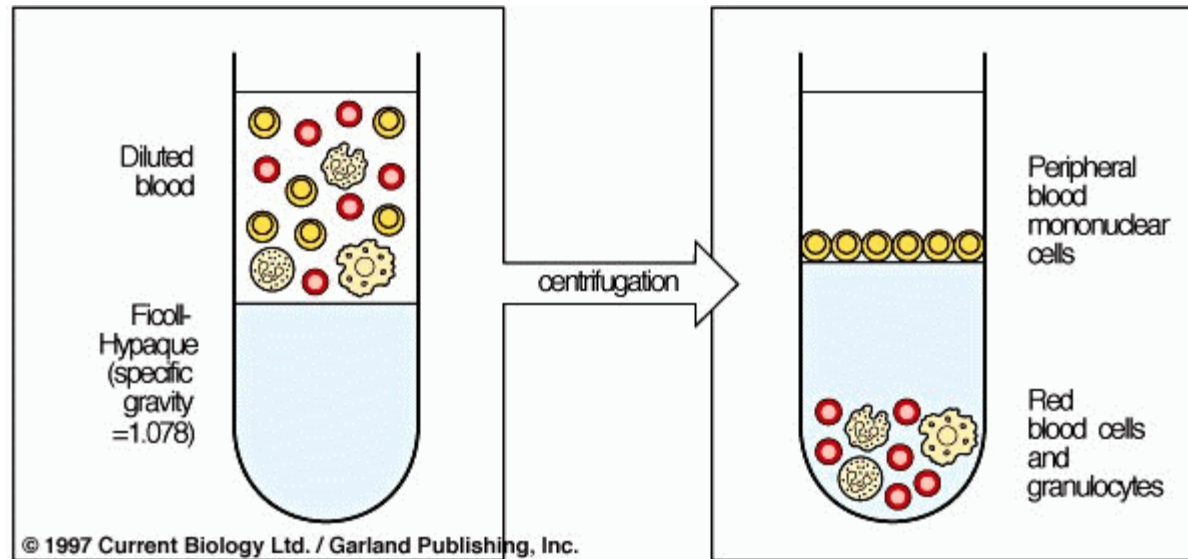 Diluted
blood
Ficoll-
Hypaque
(specific
gravity
=1.078)
centrifugation
Peripheral
blood
mononuclear
cells
Red
blood cells
and
granulocytes
© 1997 Current Biology Ltd. / Garland Publishing, Inc.